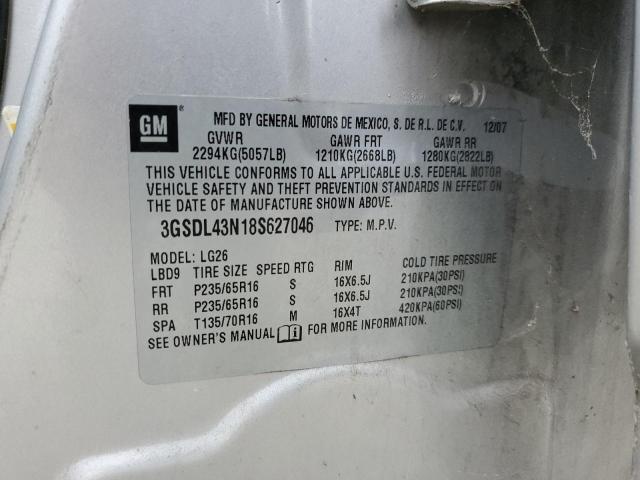 GM
MFD BY GENERAL MOTORS DE MEXICO, S. DE R.L. DE C.V. 12/07
GVWR GAWR FRT GAWR RR
2294KG(5057LB) 1210KG(2668LB) 1280KG(2822LB)
THIS VEHICLE CONFORMS TO ALL APPLICABLE U.S. FEDERAL MOTOR
VEHICLE SAFETY AND THEFT PREVENTION STANDARDS IN EFFECT ON
THE DATE OF MANUFACTURE SHOWN ABOVE.
3GSDL43N18S627046 TYPE: M.P.V.
MODEL: LG26
LBD9 TIRE SIZE SPEED RTG RIM COLD TIRE PRESSURE
FRT P235/65R16 S 16X6.5J 210KPA(30PSI)
RR P235/65R16 S 16X6.5J 210KPA(30PSI)
SPA T135/70R16 M 16X4T 420KPA(60PSI)
SEE OWNER'S MANUAL FOR MORE INFORMATION.